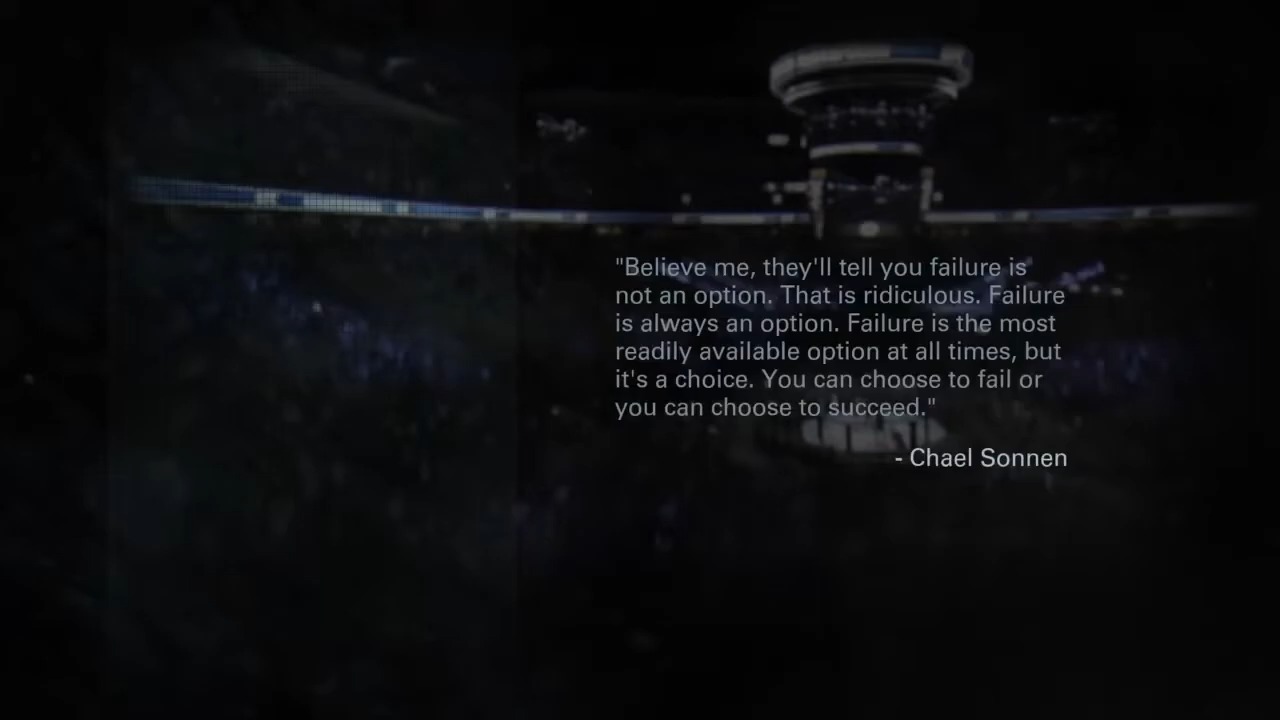 "Believe me, they'll tell you failure is
not an option. That is ridiculous. Failure
is always an option. Failure is the most
readily available option at all times, but
it's a choice. You can choose to fail or
you can choose to succeed."
- Chael Sonnen